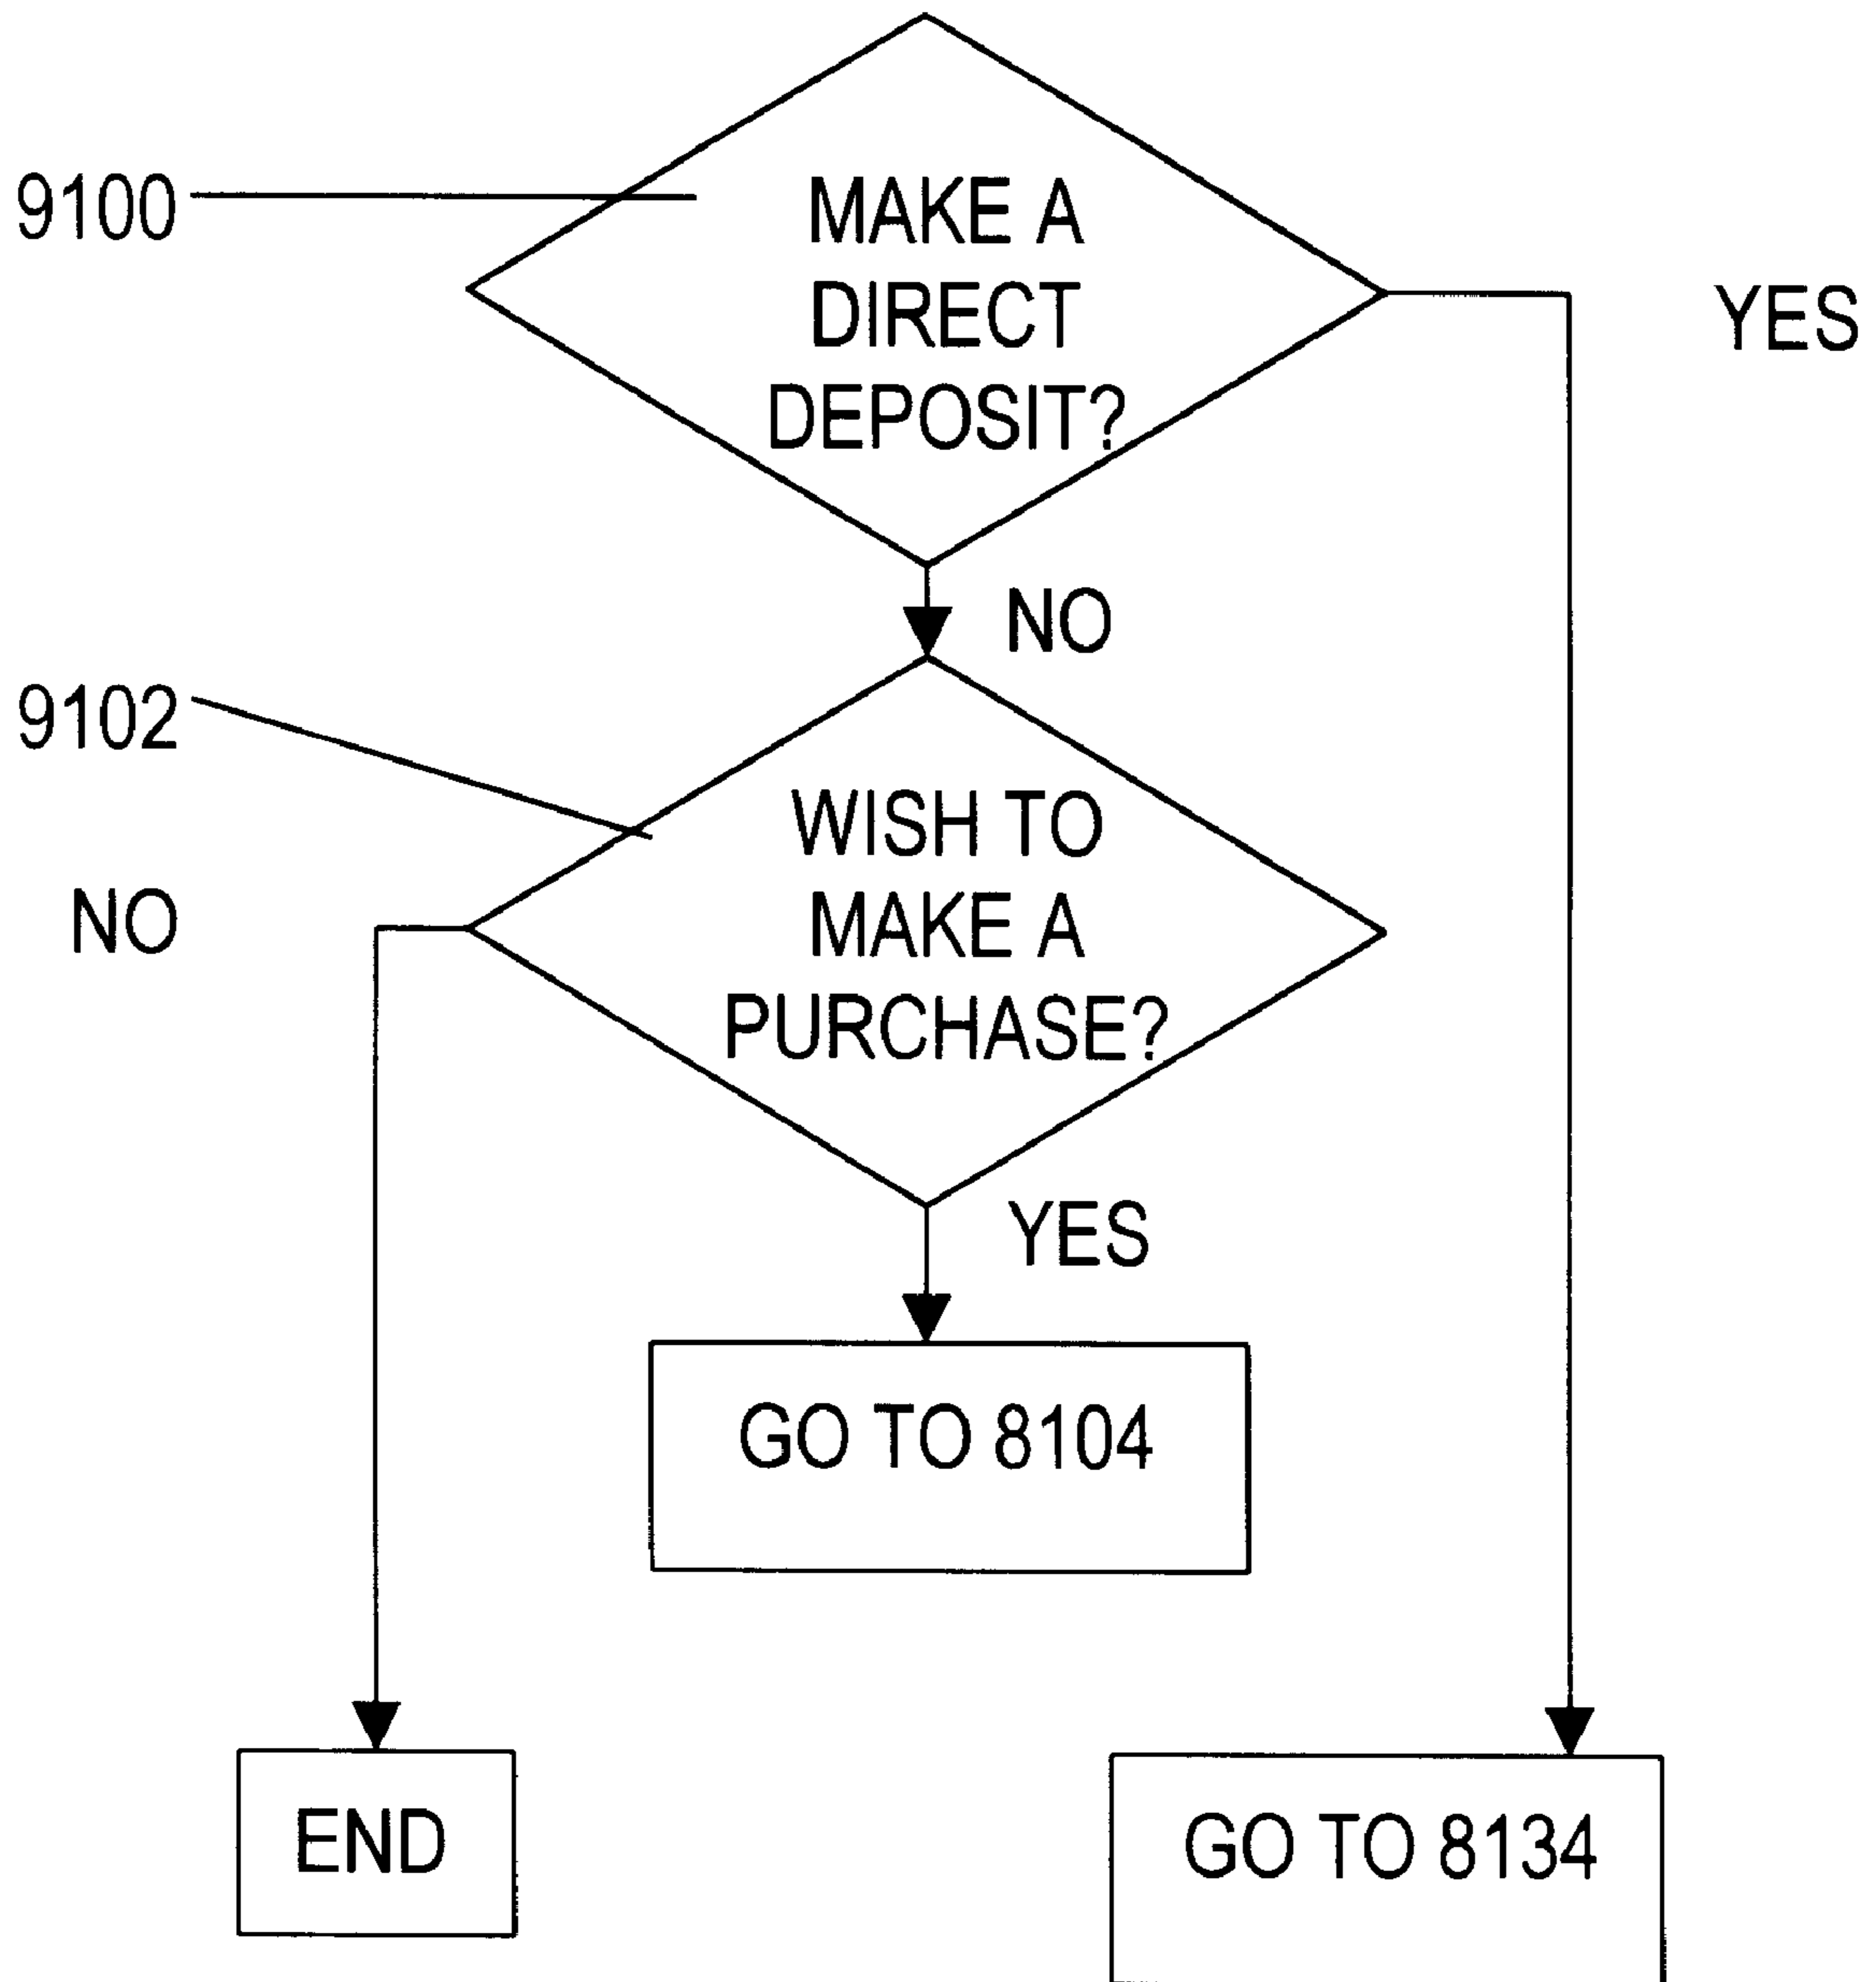 9100
MAKE A
DIRECT
DEPOSIT?
YES
NO
9102
WISH TO
MAKE A
PURCHASE?
NO
YES
GO TO 8104
END
GO TO 8134